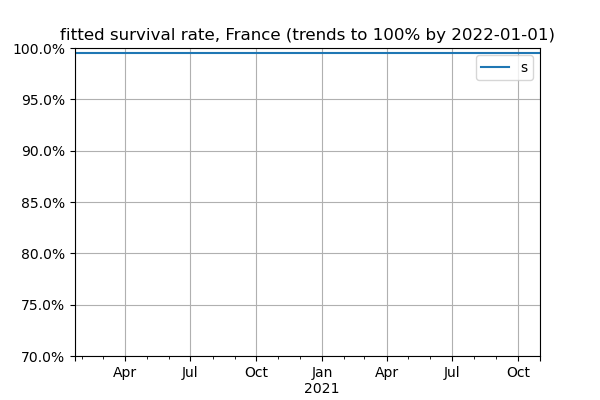 fitted survival rate, France (trends to 100% by 2022-01-01)
100.0%
s
95.0%
90.0%
85.0%
80.0%
75.0%
70.0%
Apr Jul Oct Jan Apr Jul Oct
2021